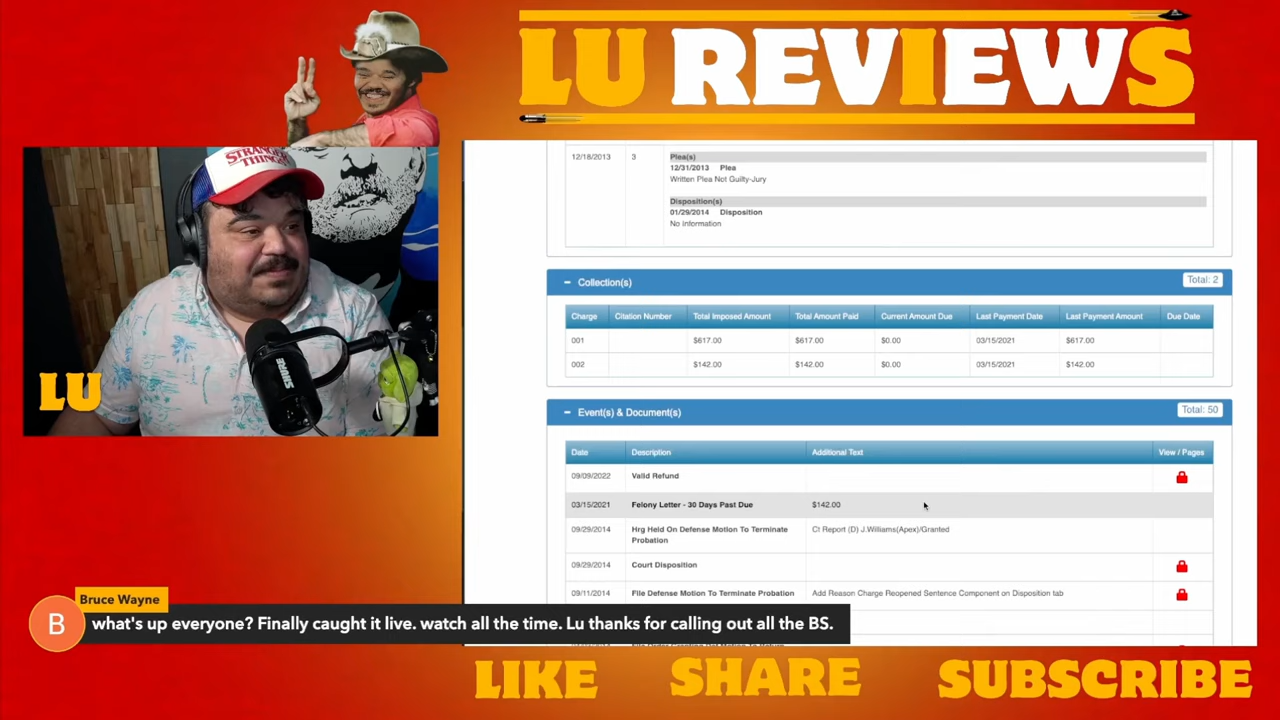 LU REVIEWS
STRANGER
THINGS
SHURE
LU
12/18/2013 3 Plea(s)
12/31/2013 Plea
Written Plea Not Guilty-Jury
Disposition(s)
01/29/2014 Disposition
No information
Collection(s) Total: 2
Charge Citation Number Total Imposed Amount Total Amount Paid Current Amount Due Last Payment Date Last Payment Amount Due Date
001 $617.00 $617.00 $0.00 03/15/2021 $617.00
002 $142.00 $142.00 $0.00 03/15/2021 $142.00
Event(s) & Document(s) Total: 50
Date Description Additional Text View / Pages
09/09/2022 Valid Refund
03/15/2021 Felony Letter - 30 Days Past Due $142.00
09/29/2014 Hrg Held On Defense Motion To Terminate Ct Report (D) J.Williams(Apex)/Granted
Probation
09/29/2014 Court Disposition
09/11/2014 File Defense Motion To Terminate Probation Add Reason Charge Reopened Sentence Component on Disposition tab
Bruce Wayne
B what's up everyone? Finally caught it live. watch all the time. Lu thanks for calling out all the BS.
LIKE SHARE SUBSCRIBE